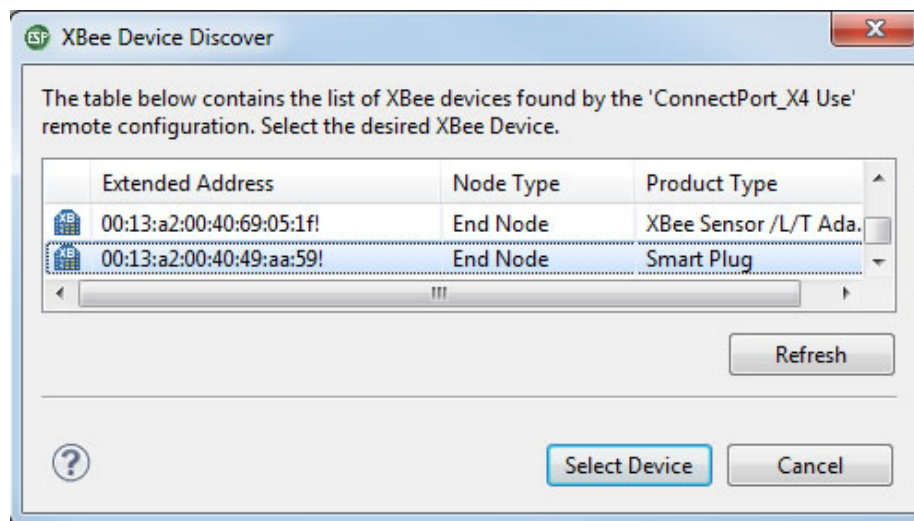 ESP XBee Device Discover
The table below contains the list of XBee devices found by the 'ConnectPort_X4 Use'
remote configuration. Select the desired XBee Device.
Extended Address Node Type Product Type
XB 00:13:a2:00:40:69:05:1f! End Node XBee Sensor /L/T Ada.
XB 00:13:a2:00:40:49:aa:59! End Node Smart Plug
Refresh
? Select Device Cancel